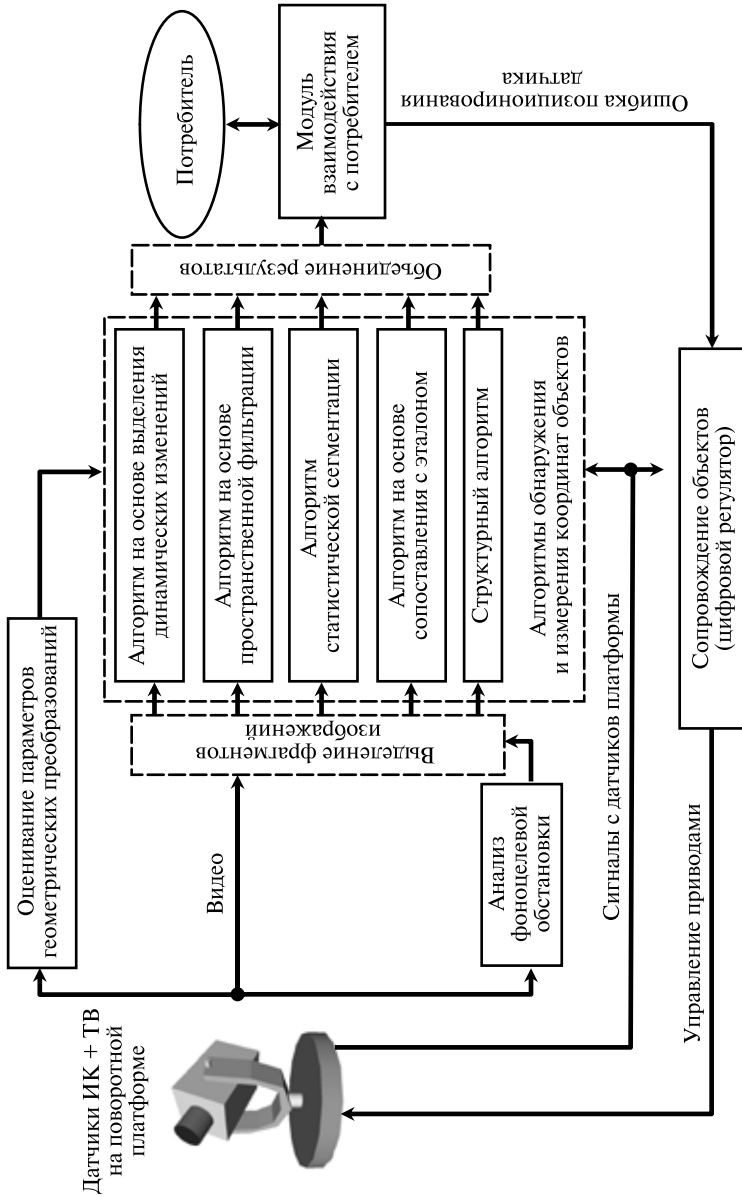 Датчики ИК + ТВ
на поворотной
платформе
Оценивание параметров
геометрических преобразований
Видео
Анализ
фоноцелевой
обстановки
Выделение фрагментов
изображений
Алгоритм на основе выделения
динамических изменений
Алгоритм на основе
пространственной фильтрации
Алгоритм
статистической сегментации
Алгоритм на основе
сопоставления с эталоном
Структурный алгоритм
Алгоритмы обнаружения
и измерения координат объектов
Объединение результатов
Потребитель
Модуль
взаимодействия
с потребителем
Ошибка позиционирования
датчика
Сигналы с датчиков платформы
Сопровождение объектов
(цифровой регулятор)
Управление приводами